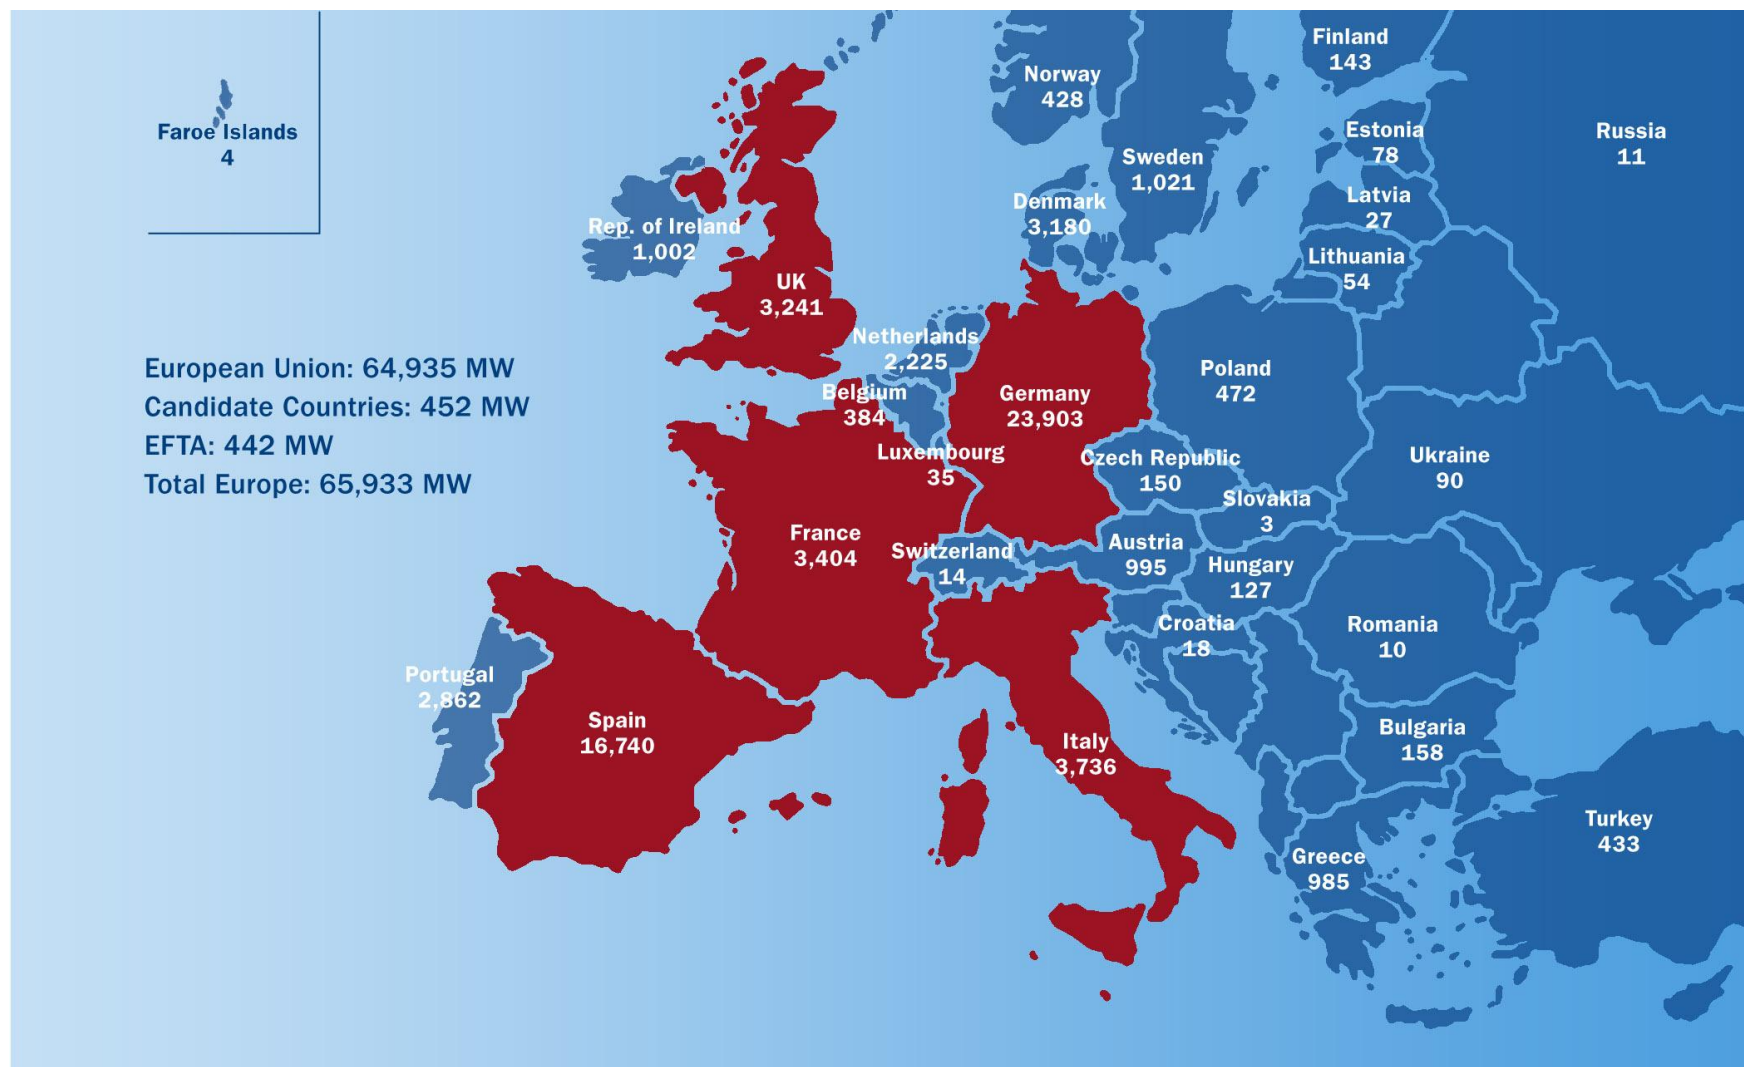 Finland
143
Norway
428
Faroe Islands
4
Estonia
78
Russia
11
Sweden
1,021
Latvia
27
Denmark
3,180
Rep. of Ireland
1,002
Lithuania
54
UK
3,241
Netherlands
2,225
European Union: 64,935 MW
Candidate Countries: 452 MW
EFTA: 442 MW
Total Europe: 65,933 MW
Poland
472
Belgium
384
Germany
23,903
Luxembourg
35
Czech Republic
150
Ukraine
90
Slovakia
3
France
3,404
Switzerland
14
Austria
995
Hungary
127
Croatia
18
Romania
10
Portugal
2,862
Spain
16,740
Bulgaria
158
Italy
3,736
Turkey
433
Greece
985